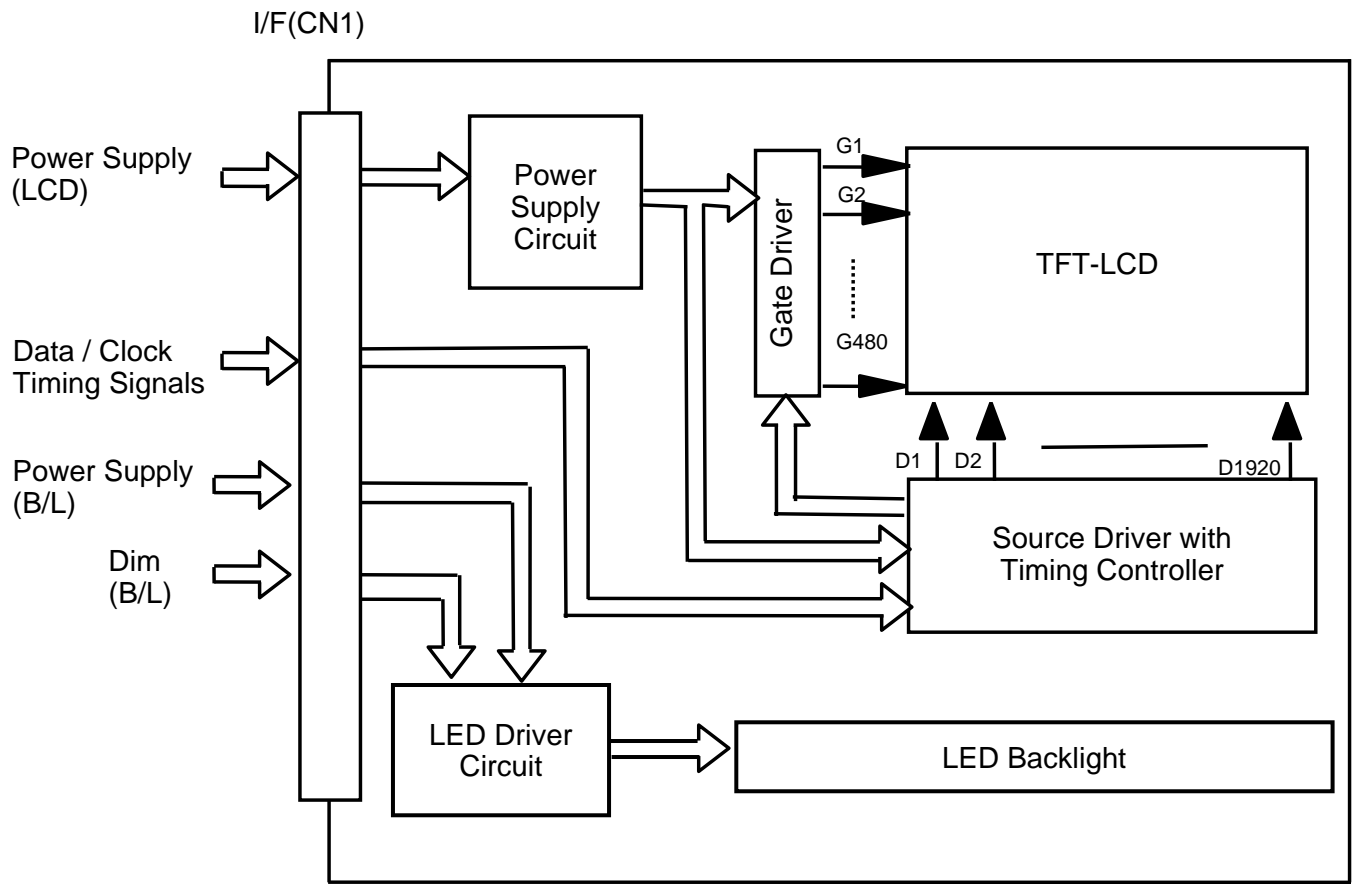 I/F(CN1)
Power Supply
(LCD)
Power
Supply
Circuit
Gate Driver
G1
G2
G480
TFT-LCD
Data / Clock
Timing Signals
D1
D2
D1920
Power Supply
(B/L)
Source Driver with
Timing Controller
Dim
(B/L)
LED Driver
Circuit
LED Backlight